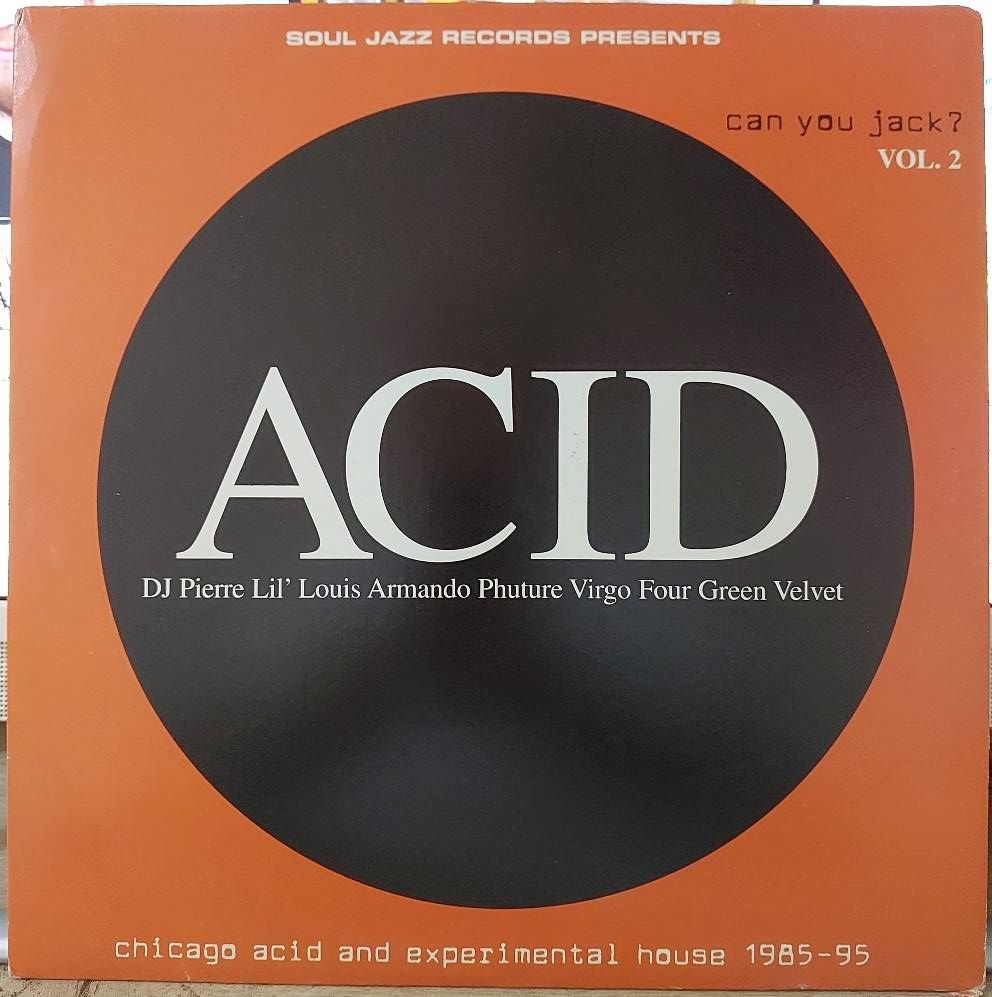 SOUL JAZZ RECORDS PRESENTS
can you jack?
VOL. 2
ACID
DJ Pierre Lil' Louis Armando Phuture Virgo Four Green Velvet
chicago acid and experimental house 1985-95